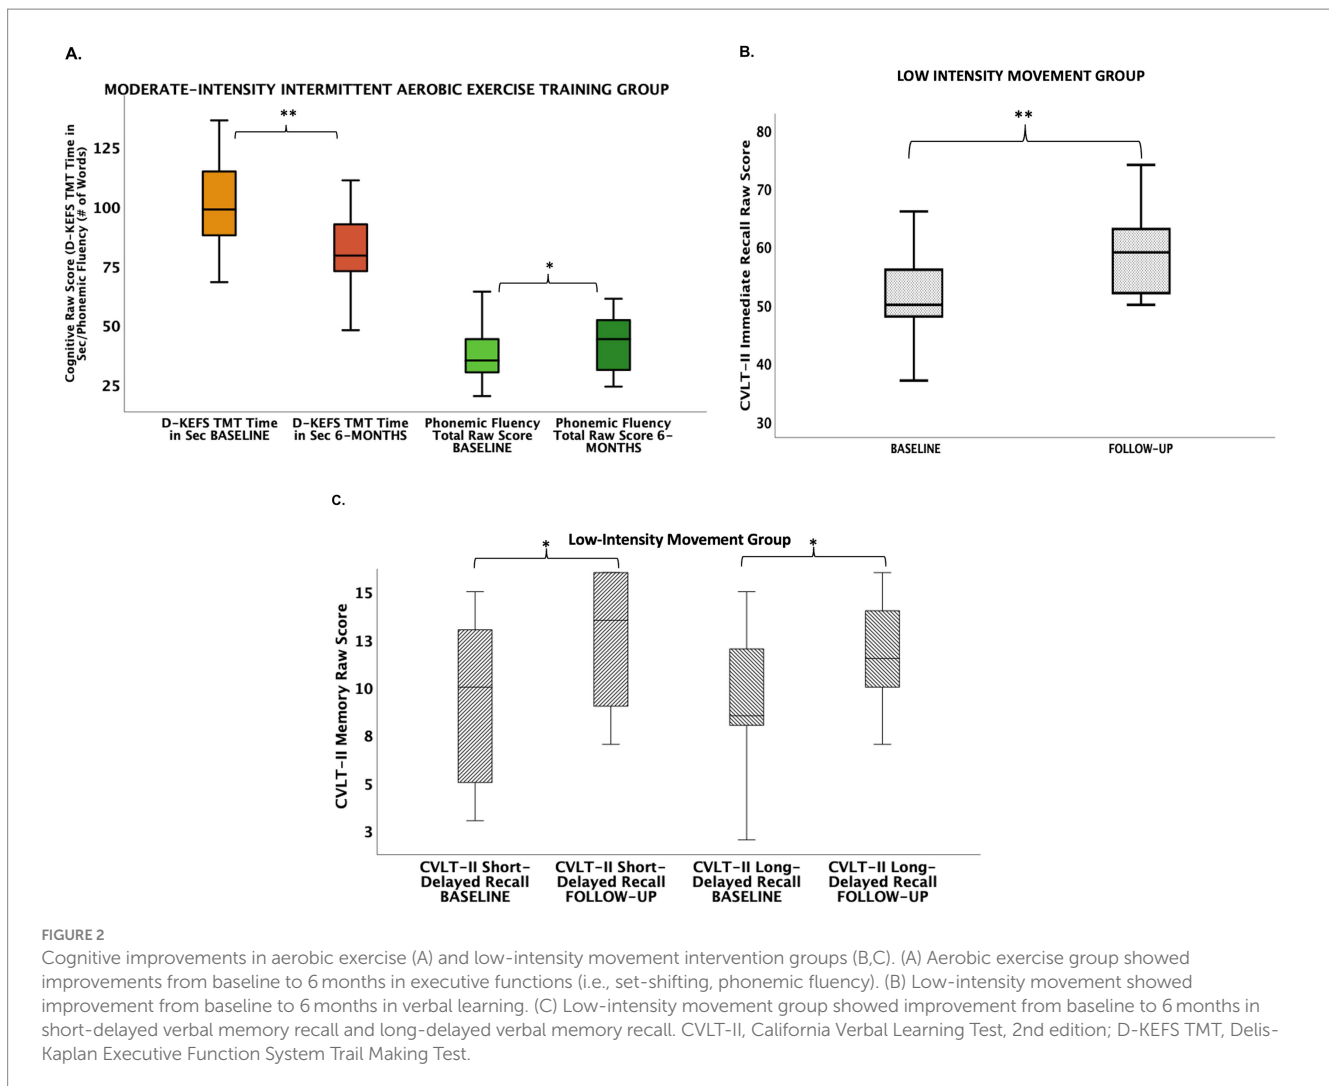 A.
MODERATE-INTENSITY INTERMITTENT AEROBIC EXERCISE TRAINING GROUP
Cognitive Raw Score (D-KEFS TMT Time in
Sec/Phonemic Fluency (# of Words)
125
100
75
50
25
**
*
D-KEFS TMT Time
in Sec BASELINE
D-KEFS TMT Time
in Sec 6-MONTHS
Phonemic Fluency
Total Raw Score
BASELINE
Phonemic Fluency
Total Raw Score 6-
MONTHS
B.
LOW INTENSITY MOVEMENT GROUP
CVLT-II Immediate Recall Raw Score
80
70
60
50
40
30
**
BASELINE
FOLLOW-UP
C.
Low-Intensity Movement Group
CVLT-II Memory Raw Score
15
13
10
8
5
3
*
*
CVLT-II Short-
Delayed Recall
BASELINE
CVLT-II Short-
Delayed Recall
FOLLOW-UP
CVLT-II Long-
Delayed Recall
BASELINE
CVLT-II Long-
Delayed Recall
FOLLOW-UP
FIGURE 2
Cognitive improvements in aerobic exercise (A) and low-intensity movement intervention groups (B,C). (A) Aerobic exercise group showed
improvements from baseline to 6 months in executive functions (i.e., set-shifting, phonemic fluency). (B) Low-intensity movement showed
improvement from baseline to 6 months in verbal learning. (C) Low-intensity movement group showed improvement from baseline to 6 months in
short-delayed verbal memory recall and long-delayed verbal memory recall. CVLT-II, California Verbal Learning Test, 2nd edition; D-KEFS TMT, Delis-
Kaplan Executive Function System Trail Making Test.